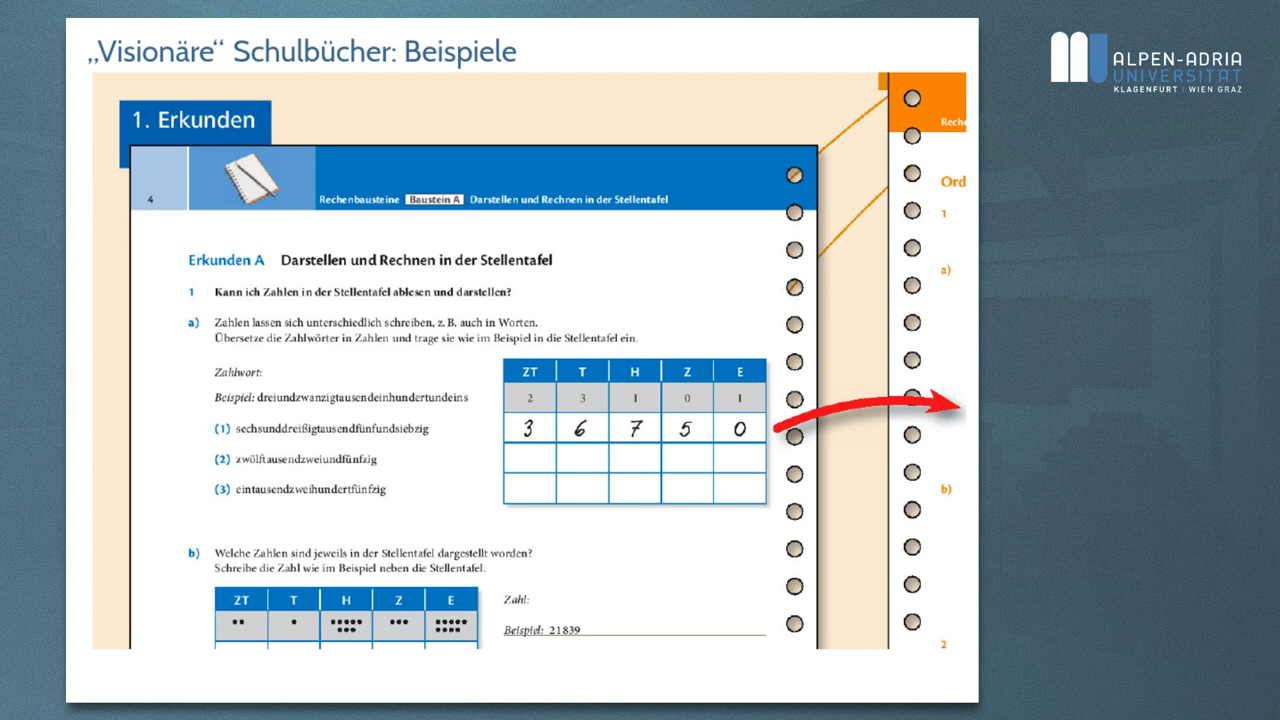 „Visionäre“ Schulbücher: Beispiele
ALPEN-ADRIA
UNIVERSITÄT
KLAGENFURT | WIEN GRAZ
1. Erkunden
4
Rechenbausteine Baustein A Darstellen und Rechnen in der Stellentafel
Erkunden A Darstellen und Rechnen in der Stellentafel
1 Kann ich Zahlen in der Stellentafel ablesen und darstellen?
a) Zahlen lassen sich unterschiedlich schreiben, z. B. auch in Worten.
Übersetze die Zahlwörter in Zahlen und trage sie wie im Beispiel in die Stellentafel ein.
Zahlwort:
ZT T H Z E
Beispiel: dreiundzwanzigtausendeinhundertundeins
2 3 1 0 1
(1) sechsunddreißigtausendfünfundsiebzig
3 6 7 5 0
(2) zwölftausendzweiundfünfzig
(3) eintausendzweihundertfünfzig
b) Welche Zahlen sind jeweils in der Stellentafel dargestellt worden?
Schreibe die Zahl wie im Beispiel neben die Stellentafel.
ZT T H Z E
Zahl:
Beispiel: 21 839
Reche
Ord
1
a)
b)
2